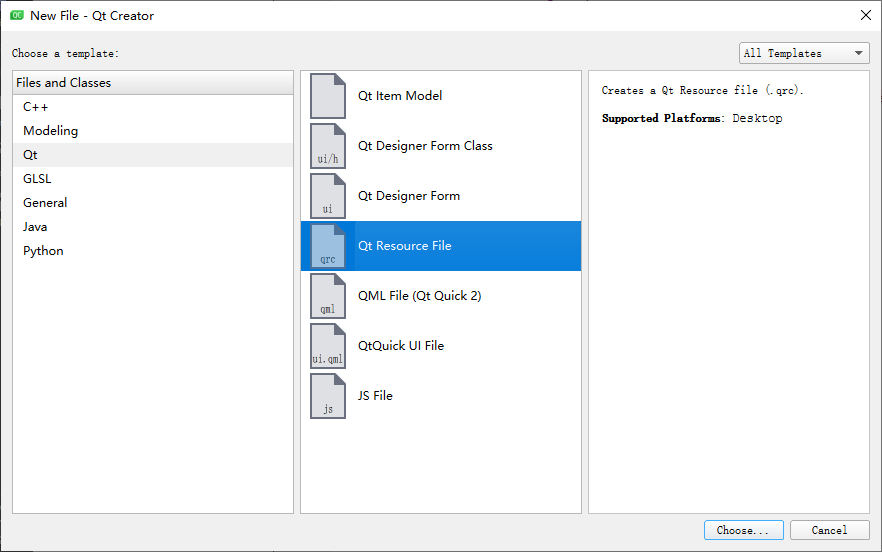 New File - Qt Creator
Choose a template:
All Templates
Files and Classes
C++
Modeling
Qt
GLSL
General
Java
Python
Qt Item Model
ui/h
Qt Designer Form Class
ui
Qt Designer Form
qrc
Qt Resource File
qml
QML File (Qt Quick 2)
ui.qml
QtQuick UI File
js
JS File
Creates a Qt Resource file (.qrc).
Supported Platforms: Desktop
Choose...
Cancel